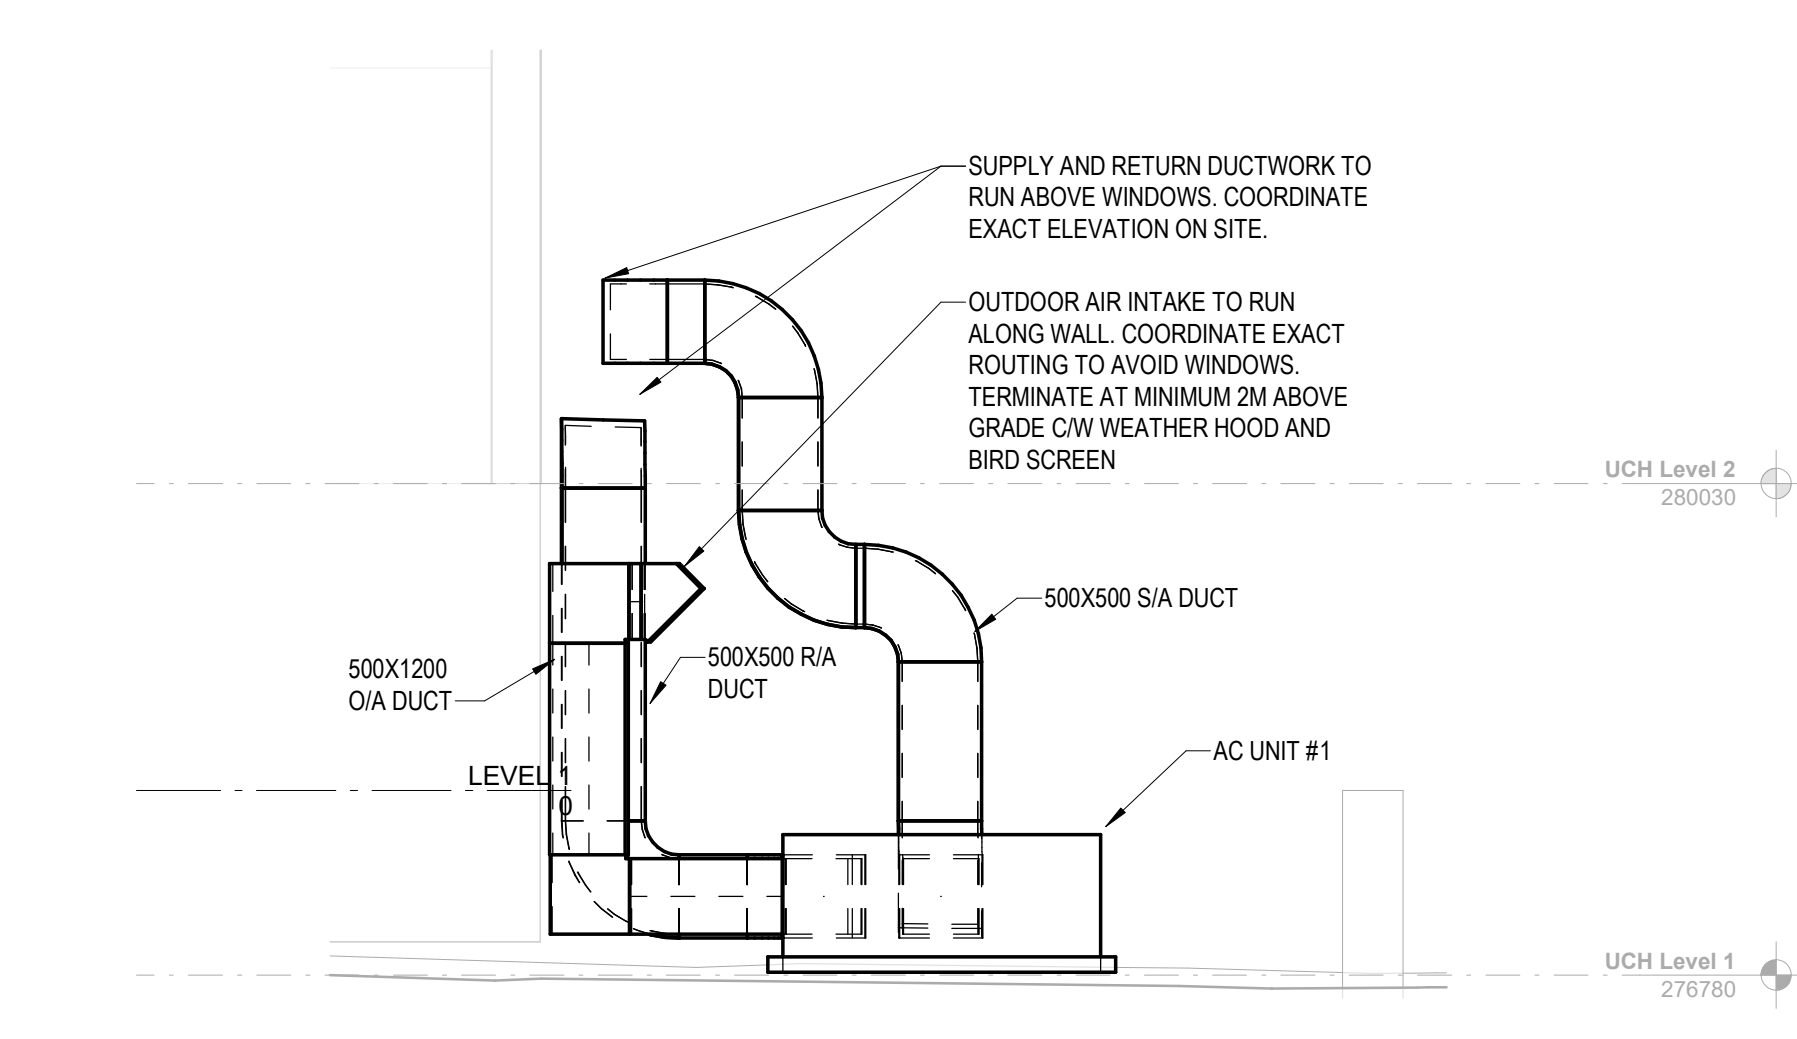 SUPPLY AND RETURN DUCTWORK TO
RUN ABOVE WINDOWS. COORDINATE
EXACT ELEVATION ON SITE.
OUTDOOR AIR INTAKE TO RUN
ALONG WALL. COORDINATE EXACT
ROUTING TO AVOID WINDOWS.
TERMINATE AT MINIMUM 2M ABOVE
GRADE C/W WEATHER HOOD AND
BIRD SCREEN
UCH Level 2
280030
500X500 S/A DUCT
500X1200
O/A DUCT
500X500 R/A
DUCT
AC UNIT #1
LEVEL 1
0
UCH Level 1
276780